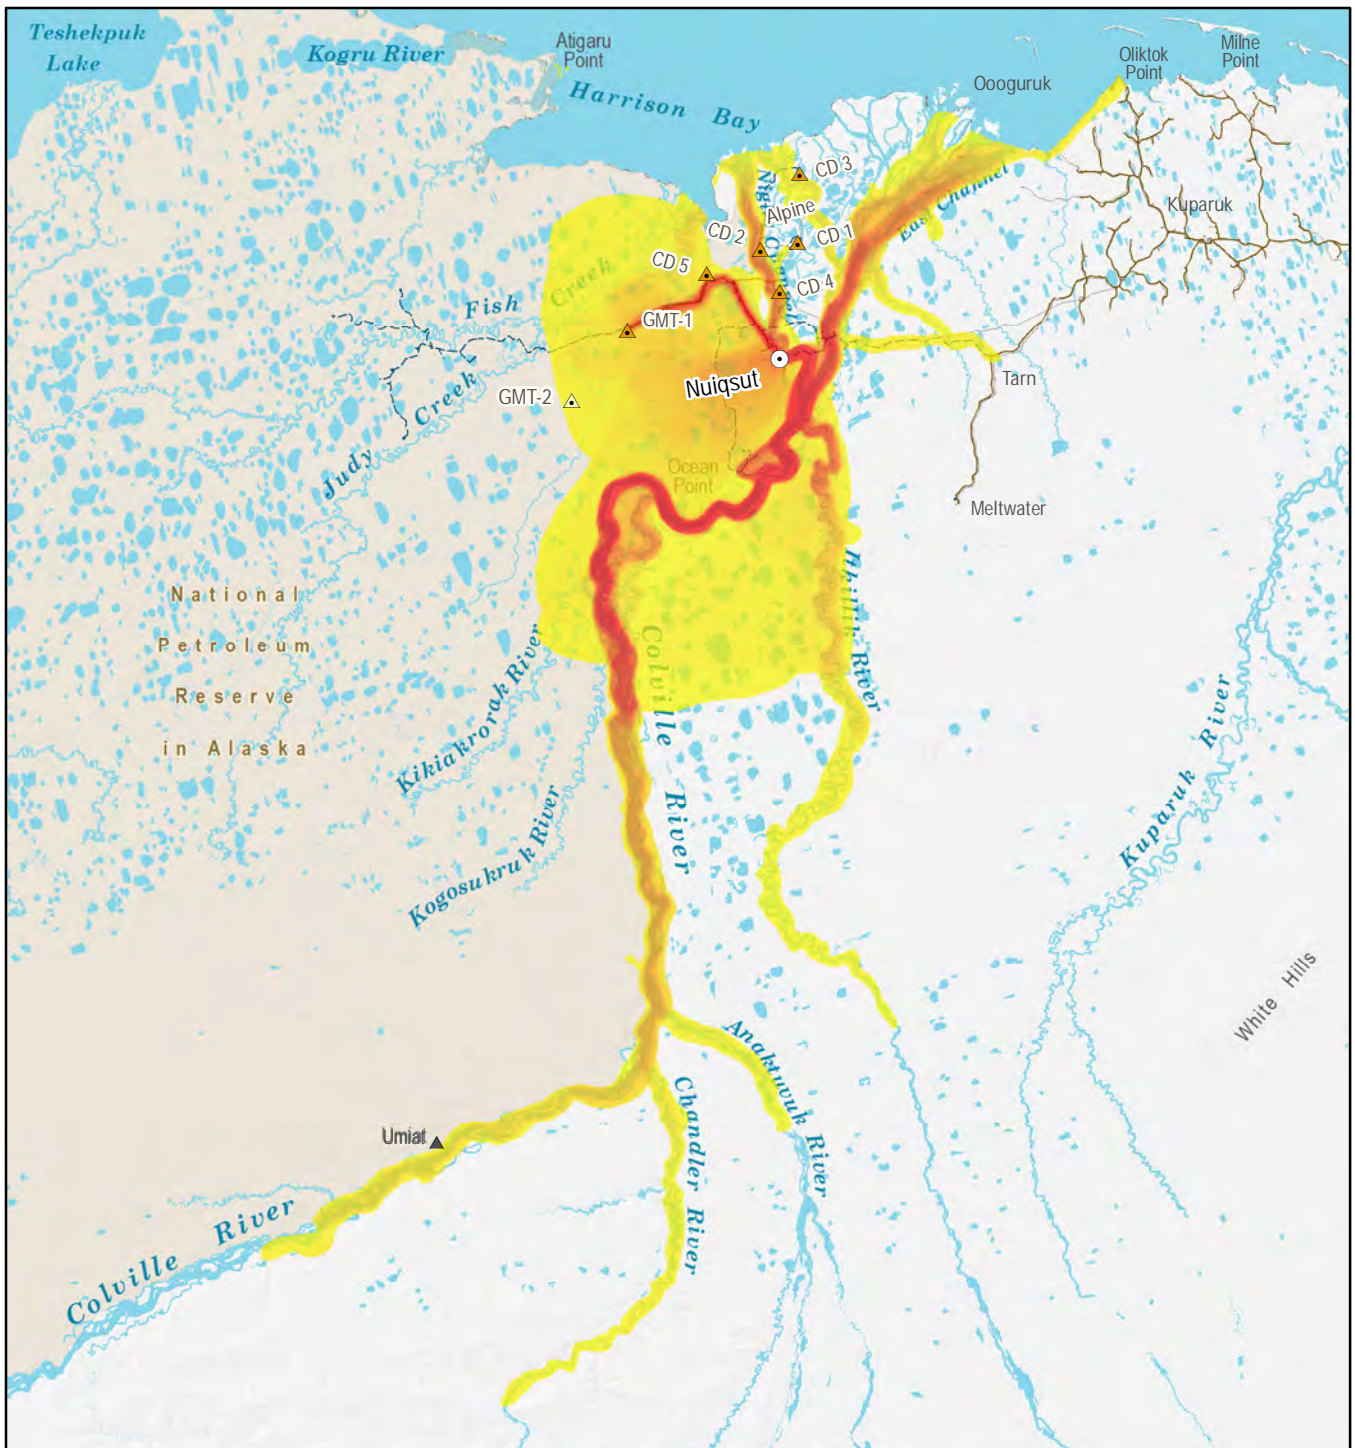 Teshekpuk
Lake
Kogru River
Atigaru
Point
Harrison Bay
Oooguruk
Oliktok
Point
Milne
Point
CD 3
Alpine
CD 2
CD 1
East Channel
Kuparuk
CD 5
CD 4
Fish Creek
GMT-1
Nuiqsut
GMT-2
Tarn
Judy Creek
Ocean
Point
Meltwater
National
Petroleum
Reserve
in Alaska
Colville River
Itkillik River
Kikiakrorak River
Kogosukruk River
Kuparuk River
White Hills
Anaktuvuk River
Chandler River
Umiat
Colville River